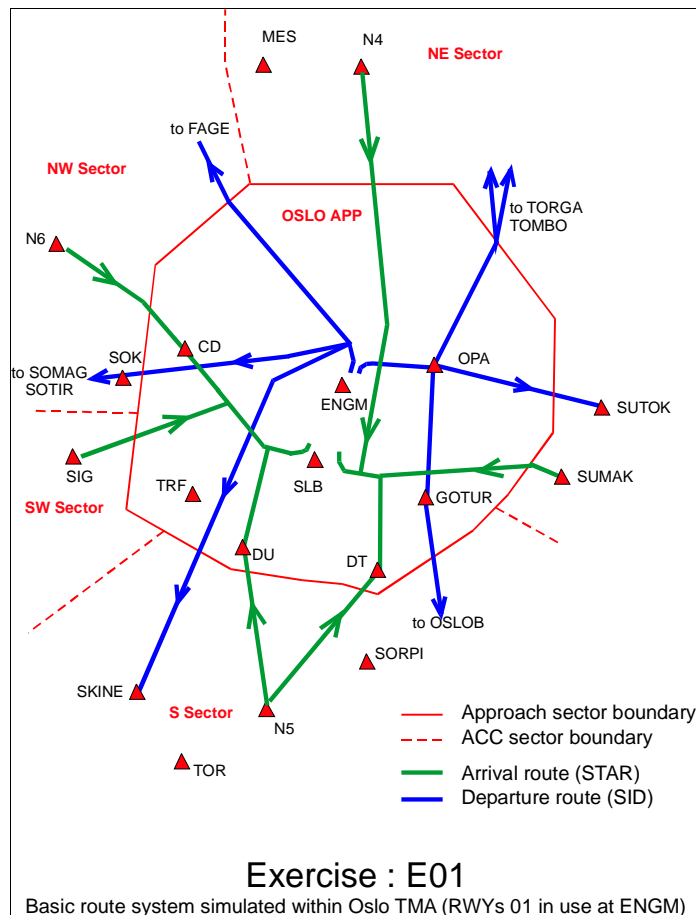 MES
N4
NE Sector
to FAGE
NW Sector
OSLO APP
to TORGA
TOMBO
N6
CD
SOK
OPA
to SOMAG
SOTIR
ENGM
SUTOK
SIG
SLB
SUMAK
TRF
GOTUR
SW Sector
DU
DT
to OSLOB
SORPI
SKINE
S Sector
N5
TOR
Approach sector boundary
ACC sector boundary
Arrival route (STAR)
Departure route (SID)
Exercise : E01
Basic route system simulated within Oslo TMA (RWYs 01 in use at ENGM)